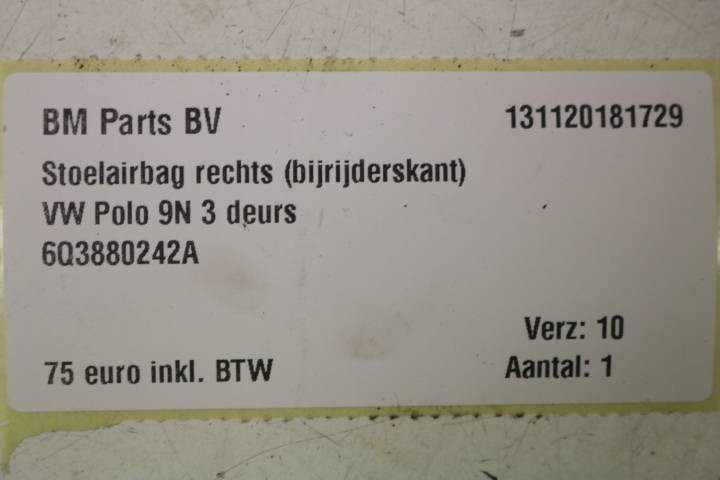 BM Parts BV 131120181729
Stoelairbag rechts (bijrijderskant)
VW Polo 9N 3 deurs
6Q3880242A
Verz: 10
75 euro inkl. BTW Aantal: 1